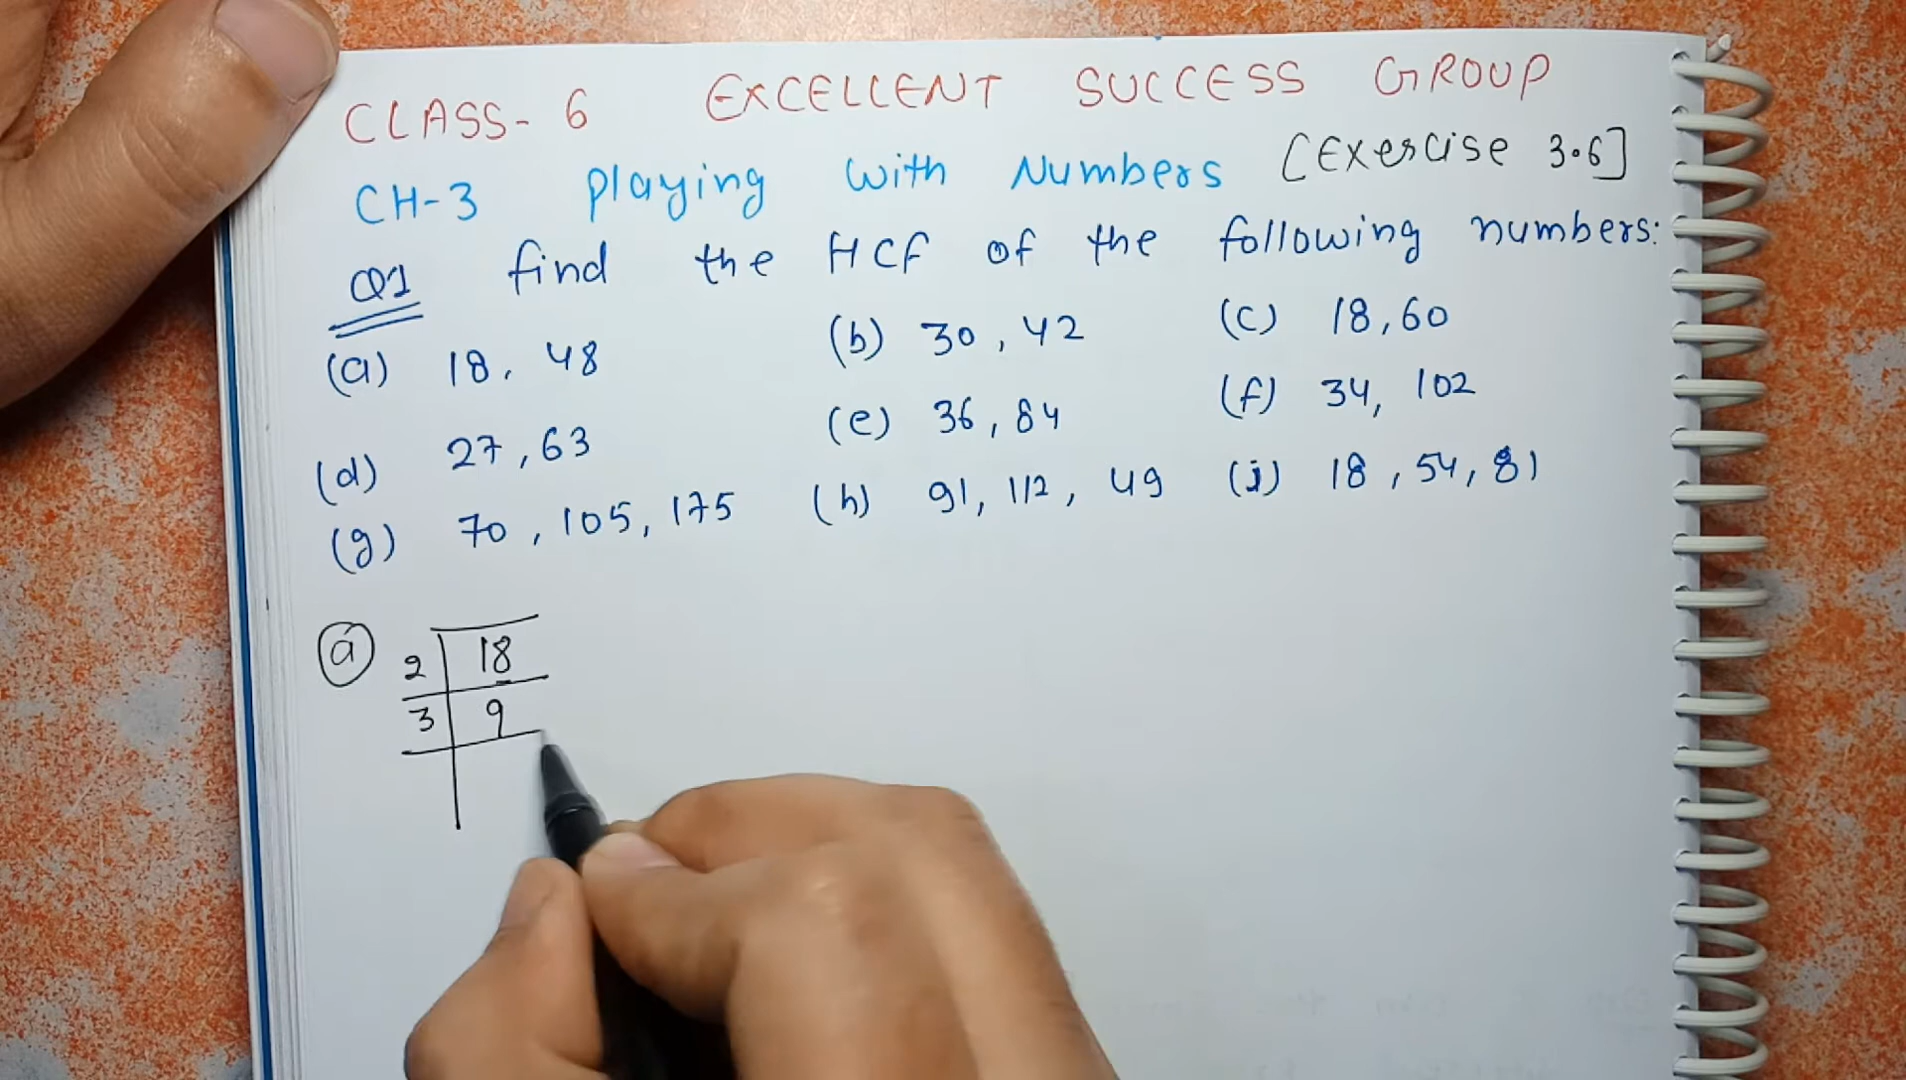 CLASS-6 EXCELLENT SUCCESS GROUP
CH-3 Playing With Numbers [Exercise 3.6]
Q1 find the HCF of the following numbers:
(a) 18, 48 (b) 30, 42 (c) 18, 60
(d) 27, 63 (e) 36, 84 (f) 34, 102
(g) 70, 105, 175 (h) 91, 112, 49 (i) 18, 54, 81
(a) 2 18
3 9